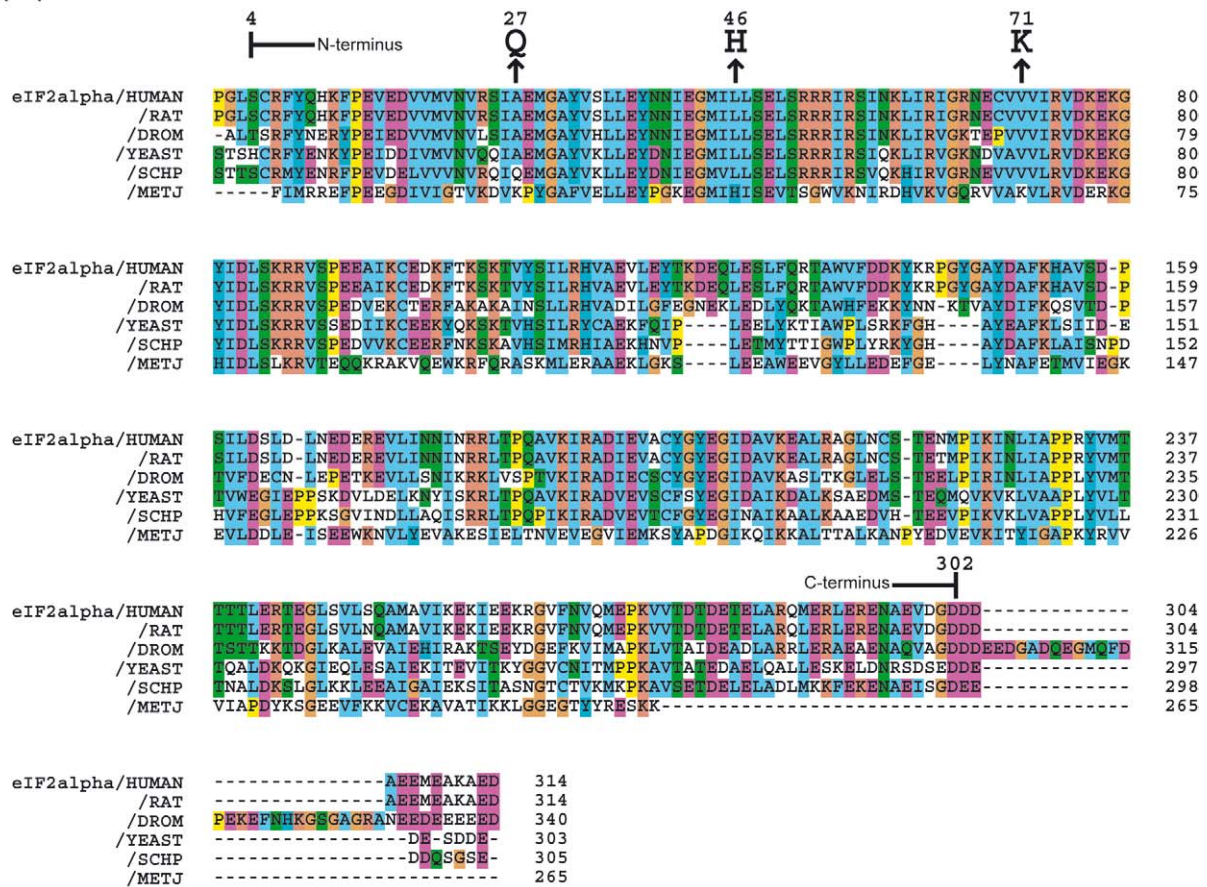 4 27 46 71
N-terminus Q H K
eIF2alpha/HUMAN PGLSCRFYQHKFPEVEDVVMVNVRSIAEMGAYVSLLEYNNIEGMILLSELSRRRIRSINKLIRIGRNECVVVIRVDKEKG 80
/RAT PGLSCRFYQHKFPEVEDVVMVNVRSIAEMGAYVSLLEYNNIEGMILLSELSRRRIRSINKLIRIGRNECVVVIRVDKEKG 80
/DROM -ALTSRFYNERYPEIEDVVMVNVLSIAEMGAYVHLLEYNNIEGMILLSELSRRRIRSINKLIRVGKTEPVVVIRVDKEKG 79
/YEAST STSHCRFYENKYPEIDDIVMVNVQQIAEMGAYVKLLEYDNIEGMILLSELSRRRIRSIQKLIRVGKNDVAVVLRVDKEKG 80
/SCHP STTSCRMYENRYPEVDELVVVNVRQIQEMGAYVKLLEYDNIEGMVLLSELSRRRIRSVQKHIRVGRNEVVVVLRVDKEKG 80
/METJ -----FIMRREFPEEGDIVIGTVKDVKPYGAFVELLEYPGKEGMIHISEVTSGWVRNIRDHVKVGQRVVAKVLRVDERKG 75
eIF2alpha/HUMAN YIDLSKRRVSPEEAIKCEDKFTKSKTVYSILRHVAEVLEYTKDEQLESLFQRTAWVFDDKYKRPGYGAYDAFKHAVSD-P 159
/RAT YIDLSKRRVSPEEAIKCEDKFTKSKTVYSILRHVAEVLEYTKDEQLESLFQRTAWVFDDKYKRPGYGAYDAFKHAVSD-P 159
/DROM YIDLSKRRVSPEDVEKCTERFAKAKAINSLLRHVADILGFEGNEKLEDLYQKTAWHFEKKYNN-KTVAYDIFKQSVTD-P 157
/YEAST YIDLSKRRVSSEDIIKCEEKYQKSKTVHSILRYCAEKFQIP----LEELYKTIAWPLSRKFGH----AYEAFKLSIID-E 151
/SCHP YIDLSKRRVSPEDVVKCEERFNKSKAVHSIMRHIAEKHNVP----LETMYTTIGWPLYRKYGH----AYDAFKLAISNPD 152
/METJ HIDLSLKRVTEQQKRAKVQEWKRFQRASKMLERAAEKLGKS----LEEAWEEVGYLLEDEFGE----LYNAFETMVIEGK 147
eIF2alpha/HUMAN SILDSLD-LNEDEREVLINNINRRLTPQAVKIRADIEVACYGYEGIDAVKEALRAGLNCS-TENMPIKINLIAPPRYVMT 237
/RAT SILDSLD-LNEDEREVLINNINRRLTPQAVKIRADIEVACYGYEGIDAVKEALRAGLNCS-TETMPIKINLIAPPRYVMT 237
/DROM TVFDECN-LEPETKEVLLSNIKRKLVSPTVKIRADIECSCYGYEGIDAVKASLTKGLELS-TEELPIRINLIAPPLYVMT 235
/YEAST TVWEGIEPPSKDVLDELKNYISKRLTPQAVKIRADVEVSCFSYEGIDAIKDALKSAEDMS-TEQMQVKVKLVAAPLYVLT 230
/SCHP HVFEGLEPPKSGVINDLLAQISRRLTPQPIKIRADVEVTCFGYEGINAIKAALKAAEDVH-TEEVPIKVKLVAPPLYVLL 231
/METJ EVLDDLE-ISEEWKNVLYEVAKESIELTNVEVEGVIEMKSYAPDGIKQIKKALTTALKANPYEDVEVKITYIGAPKYRVV 226
302
C-terminus
eIF2alpha/HUMAN TTTLERTEGLSVLSQAMAVIKEKIEEKRGVFNVQMEPKVVTDTDETELARQMERLERENAEVDGDDD------------- 304
/RAT TTTLERTEGLSVLNQAMAVIKEKIEEKRGVFNVQMEPKVVTDTDETELARQLERLERENAEVDGDDD------------- 304
/DROM TSTTKKTDGLKALEVAIEHIRAKTSEYDGEFKVIMAPKLVTAIDEADLARRLERAEAENAQVAGDDDEEDGADQEGMQFD 315
/YEAST TQALDKQKGIEQLESAIEKITEVITKYGGVCNITMPPKAVTATEDAELQALLESKELDNRSDSEDDE------------- 297
/SCHP TNALDKSLGLKKLEEAIGAIEKSITASNGTCTVKMKPKAVSETDELELADLMKKFEKENAEISGDEE------------- 298
/METJ VIAPDYKSGEEVFKKVCEKAVATIKKLGGEGTYYRESKK----------------------------------------- 265
eIF2alpha/HUMAN ---------------AEEMEAKAED 314
/RAT ---------------AEEMEAKAED 314
/DROM PEKEFNHKGSGAGRANEEDEEEEED 340
/YEAST -----------------DE-SDDE- 303
/SCHP -----------------DDQSGSE- 305
/METJ ------------------------- 265